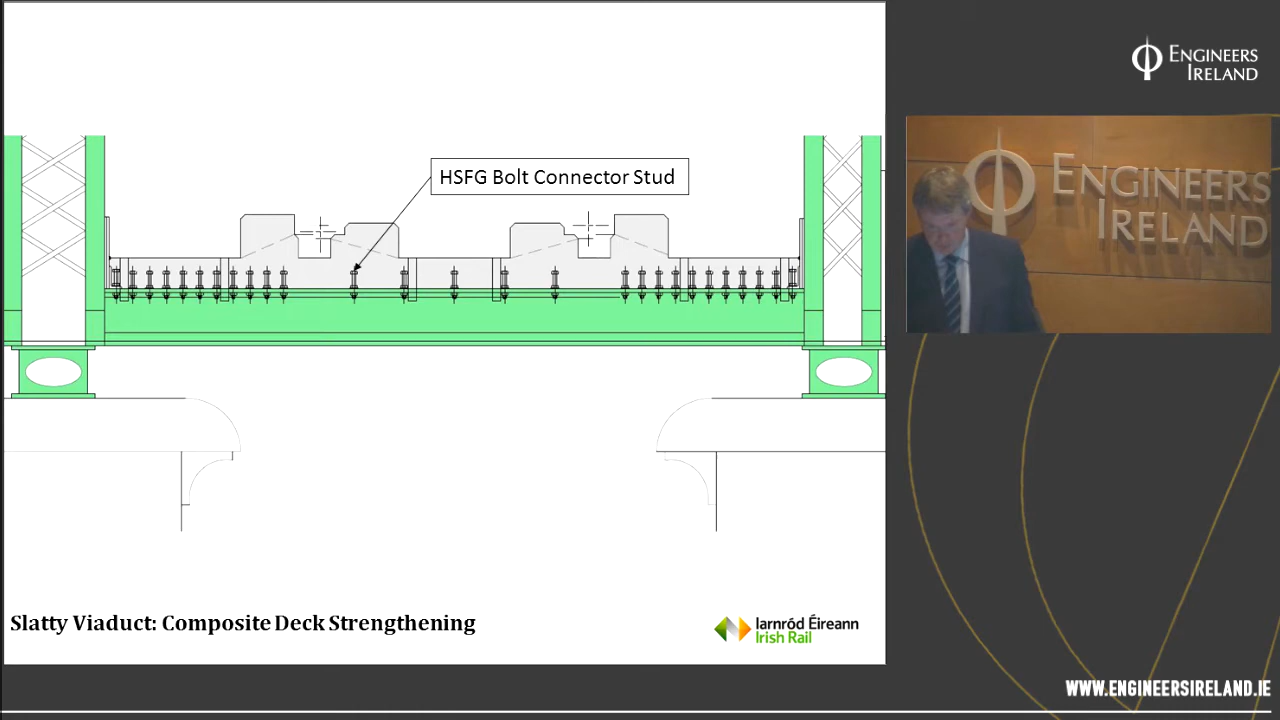 ENGINEERS
IRELAND
HSFG Bolt Connector Stud
ENGINEERS
IRELAND
Slatty Viaduct: Composite Deck Strengthening
Iarnród Éireann
Irish Rail
WWW.ENGINEERSIRELAND.IE